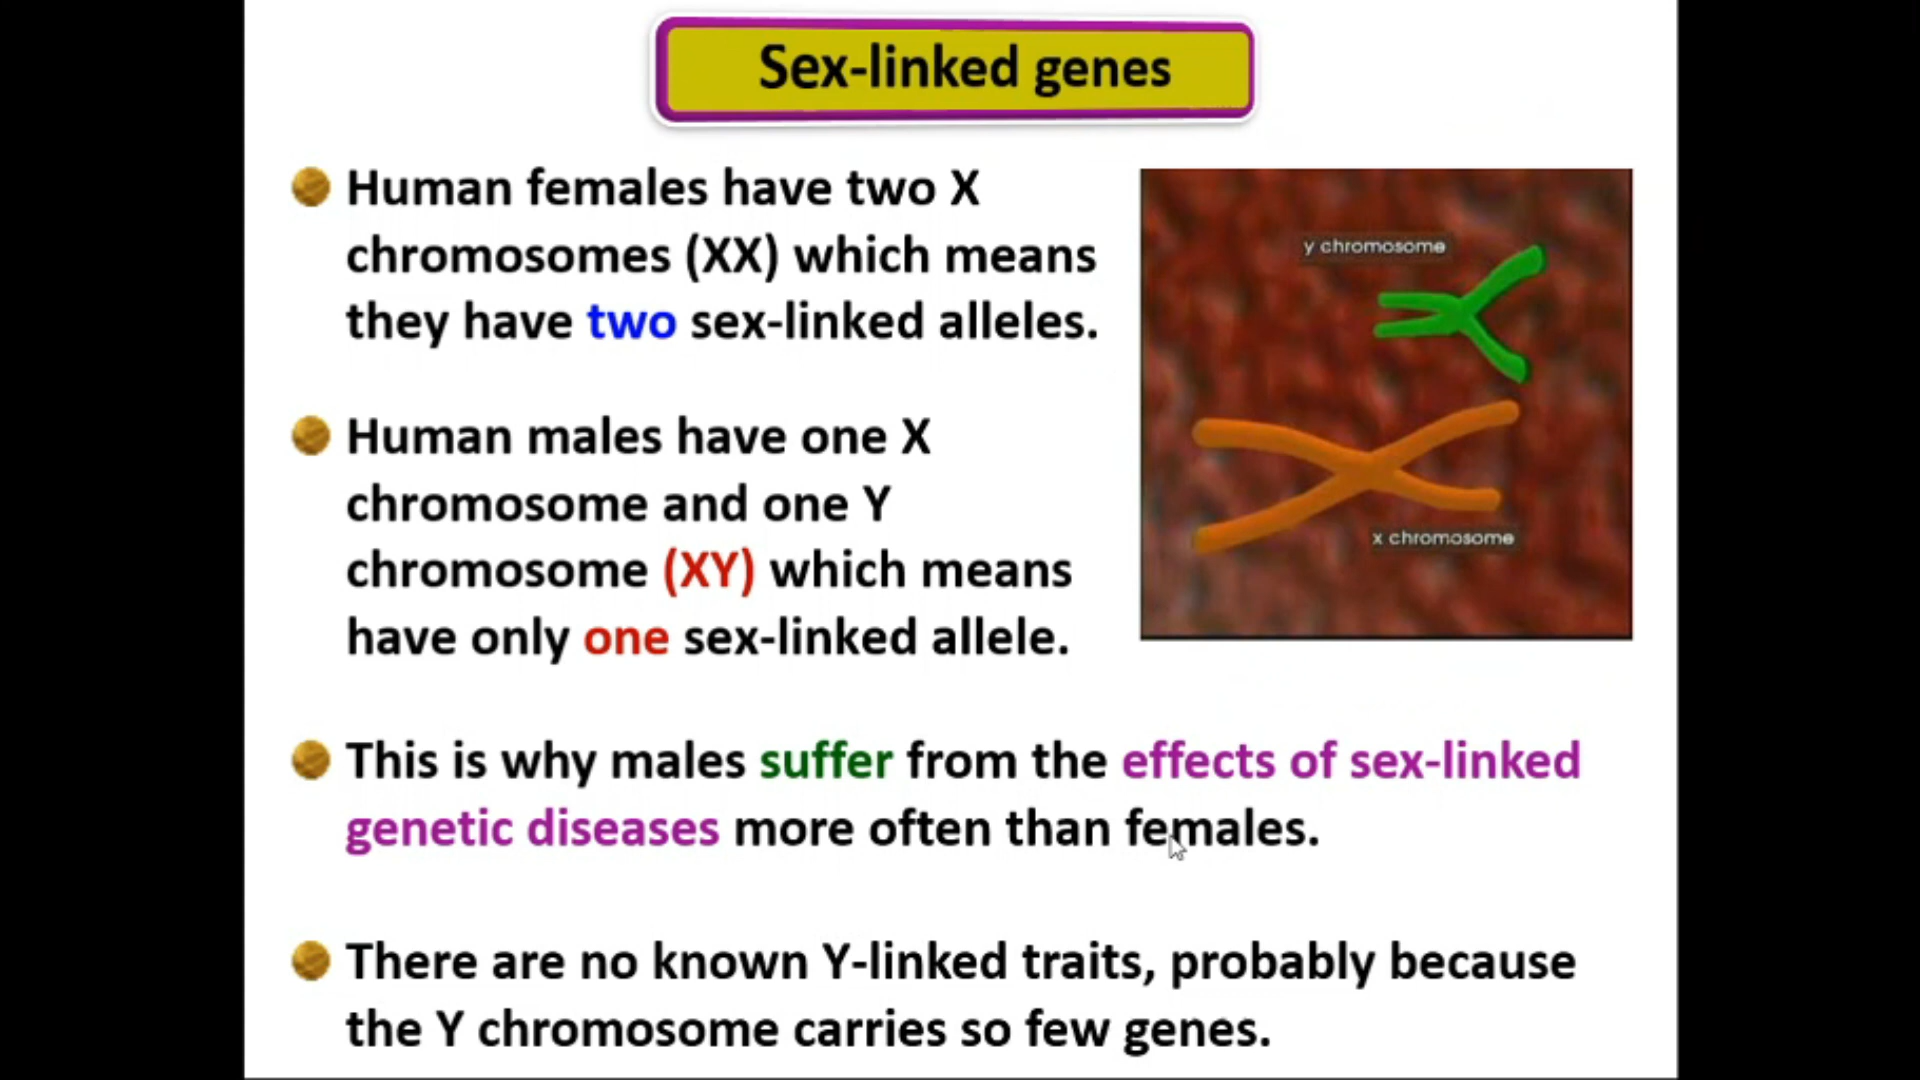 Sex-linked genes
Human females have two X
chromosomes (XX) which means
they have two sex-linked alleles.
y chromosome
x chromosome
Human males have one X
chromosome and one Y
chromosome (XY) which means
have only one sex-linked allele.
This is why males suffer from the effects of sex-linked
genetic diseases more often than females.
There are no known Y-linked traits, probably because
the Y chromosome carries so few genes.